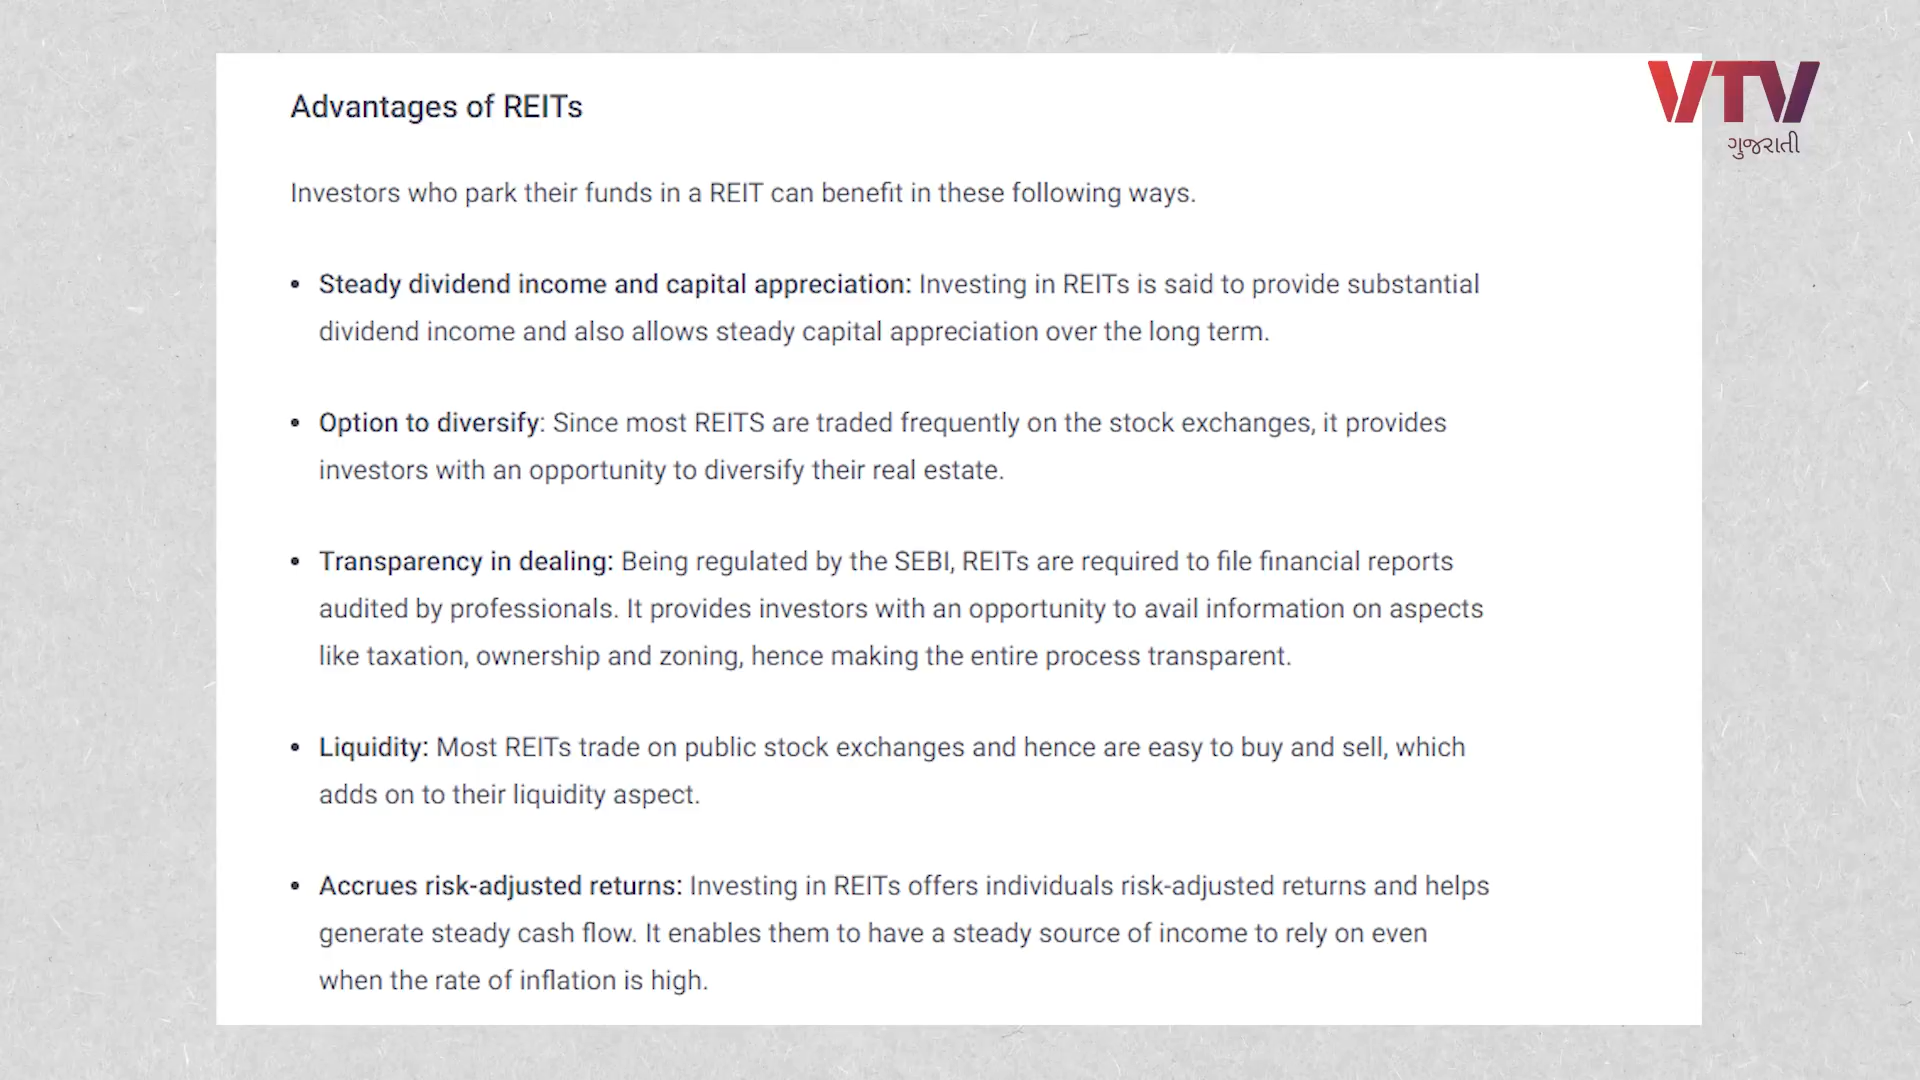 VTV
ગુજરાતી
Advantages of REITs
Investors who park their funds in a REIT can benefit in these following ways.
• Steady dividend income and capital appreciation: Investing in REITs is said to provide substantial
dividend income and also allows steady capital appreciation over the long term.
• Option to diversify: Since most REITS are traded frequently on the stock exchanges, it provides
investors with an opportunity to diversify their real estate.
• Transparency in dealing: Being regulated by the SEBI, REITs are required to file financial reports
audited by professionals. It provides investors with an opportunity to avail information on aspects
like taxation, ownership and zoning, hence making the entire process transparent.
• Liquidity: Most REITs trade on public stock exchanges and hence are easy to buy and sell, which
adds on to their liquidity aspect.
• Accrues risk-adjusted returns: Investing in REITs offers individuals risk-adjusted returns and helps
generate steady cash flow. It enables them to have a steady source of income to rely on even
when the rate of inflation is high.